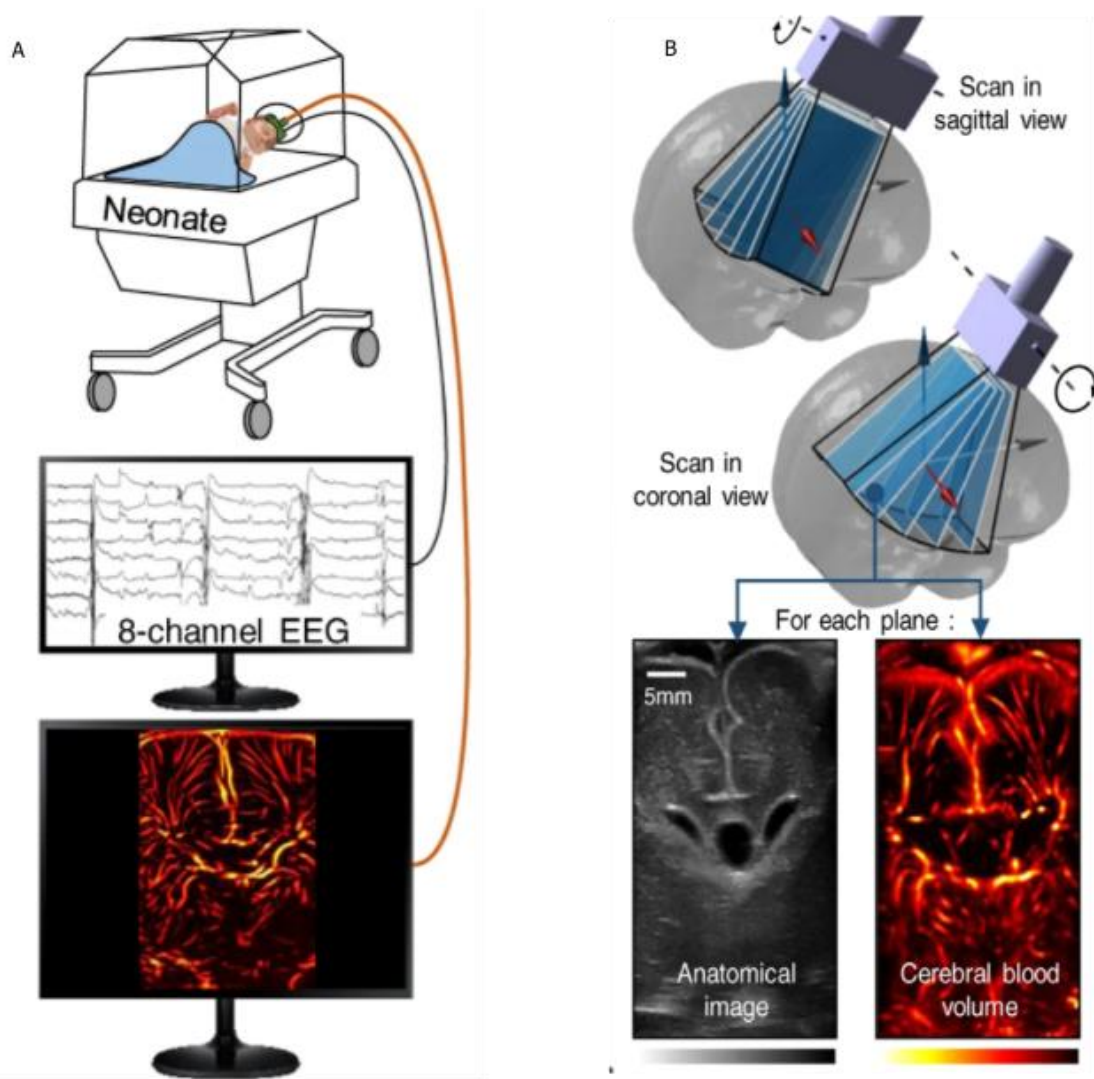 A
Neonate
8-channel EEG
B
Scan in
sagittal view
Scan in
coronal view
For each plane :
5mm
Anatomical
image
Cerebral blood
volume